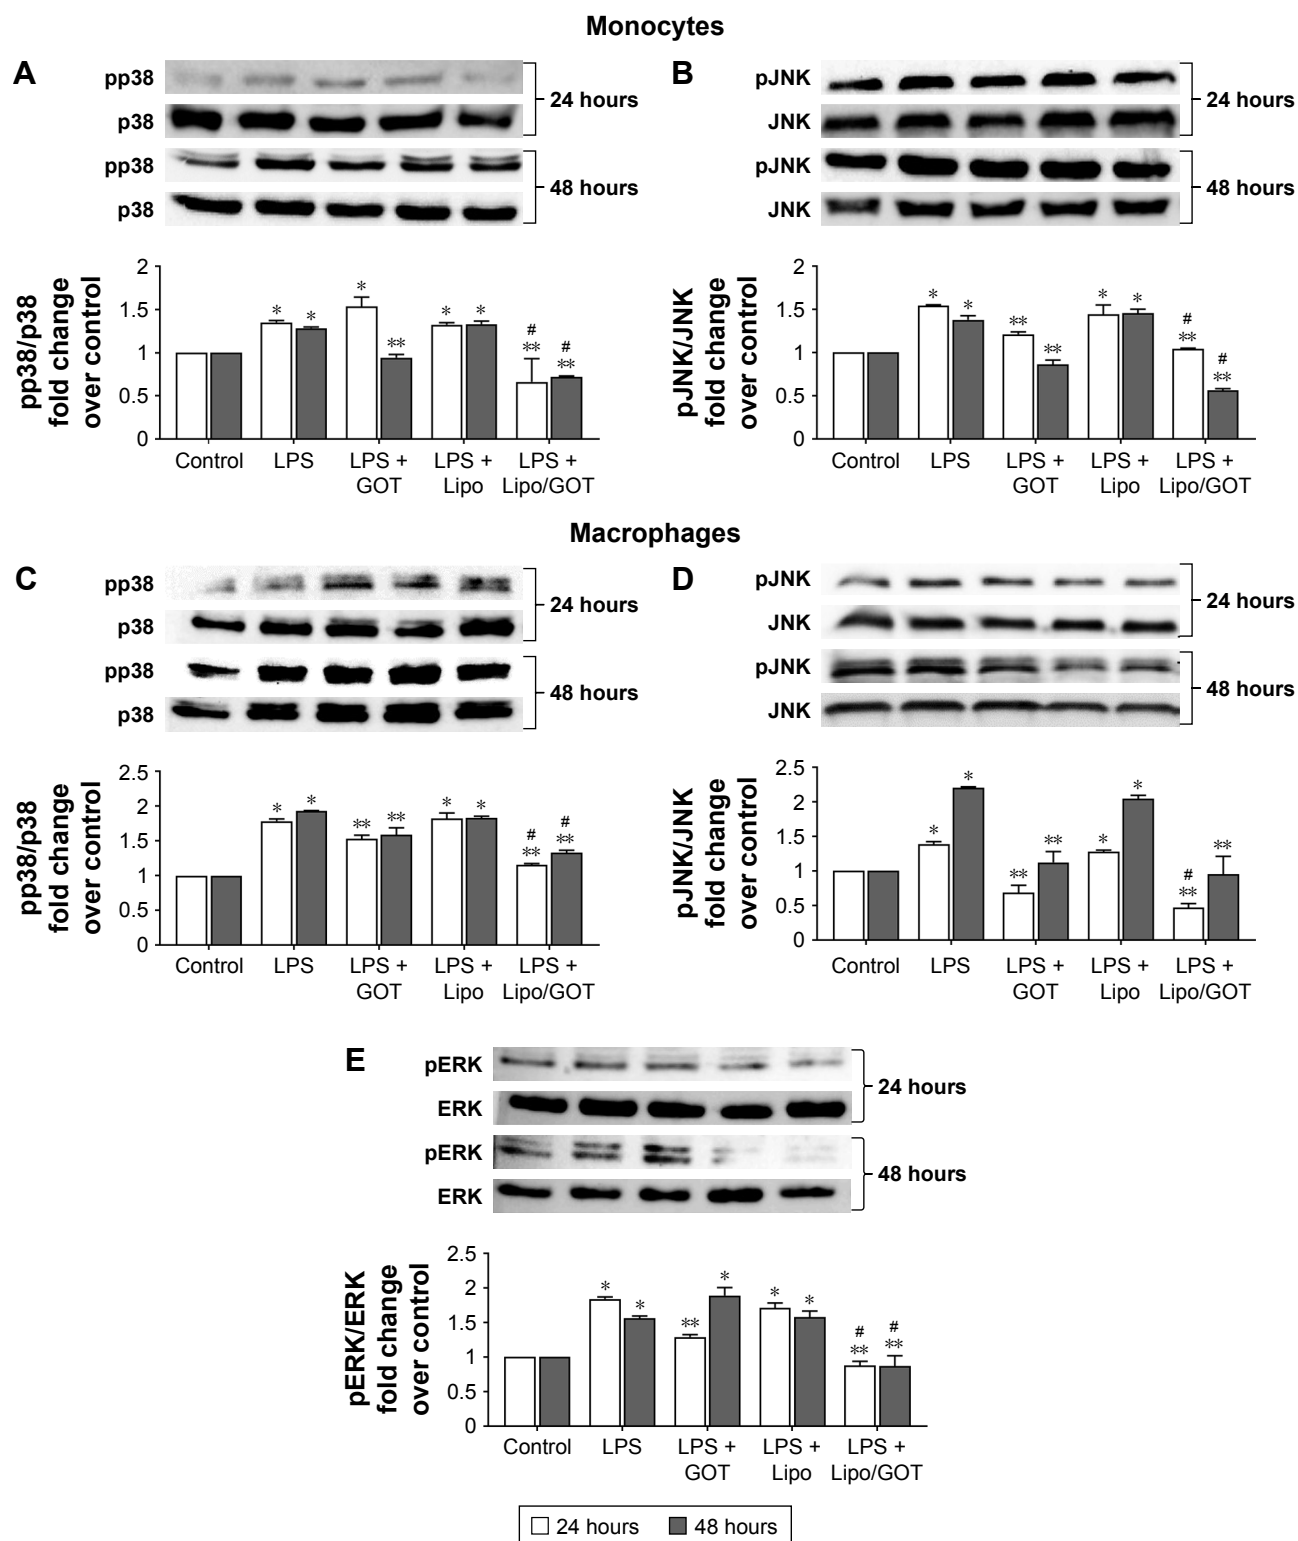 Monocytes
A
pp38
p38
24 hours
pp38
p38
48 hours
pp38/p38
fold change
over control
2
1.5
1
0.5
0
* * * ** * * # ** # **
Control
LPS
LPS +
GOT
LPS +
Lipo
LPS +
Lipo/GOT
B
pJNK
JNK
24 hours
pJNK
JNK
48 hours
pJNK/JNK
fold change
over control
2
1.5
1
0.5
0
* * ** ** * * # ** # **
Control
LPS
LPS +
GOT
LPS +
Lipo
LPS +
Lipo/GOT
Macrophages
C
pp38
p38
24 hours
pp38
p38
48 hours
pp38/p38
fold change
over control
2.5
2
1.5
1
0.5
0
* * ** ** * * # ** # **
Control
LPS
LPS +
GOT
LPS +
Lipo
LPS +
Lipo/GOT
D
pJNK
JNK
24 hours
pJNK
JNK
48 hours
pJNK/JNK
fold change
over control
2.5
2
1.5
1
0.5
0
* * ** ** * * # ** **
Control
LPS
LPS +
GOT
LPS +
Lipo
LPS +
Lipo/GOT
E
pERK
ERK
24 hours
pERK
ERK
48 hours
pERK/ERK
fold change
over control
2.5
2
1.5
1
0.5
0
* * ** * * * # ** # **
Control
LPS
LPS +
GOT
LPS +
Lipo
LPS +
Lipo/GOT
24 hours
48 hours